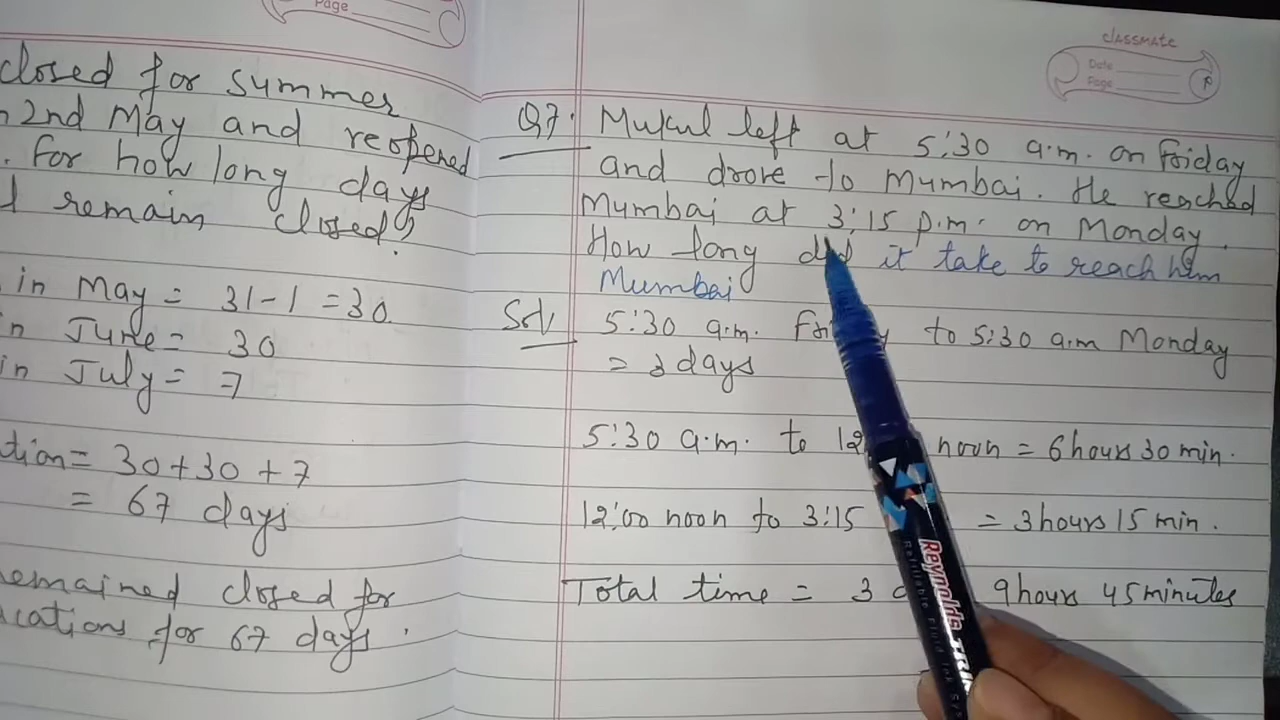 Page
closed for summer
2nd May and reopened
. For how long days
remain closed?
in May = 31-1 = 30
in June = 30
in July = 7
ation = 30+30+7
= 67 days
emained closed for
cations for 67 days.
classmate
Date
Page
Q7. Mukul left at 5:30 a.m. on Friday
and drove to Mumbai. He reached
Mumbai at 3:15 p.m. on Monday.
How long did it take to reach him
Mumbai
Sol. 5:30 a.m. to 5:30 a.m Monday
= 3 days
5:30 a.m. to 12 noon = 6 hours 30 min.
12:00 noon to 3:15 = 3 hours 15 min.
Total time = 3 9 hours 45 minutes
Reynolds